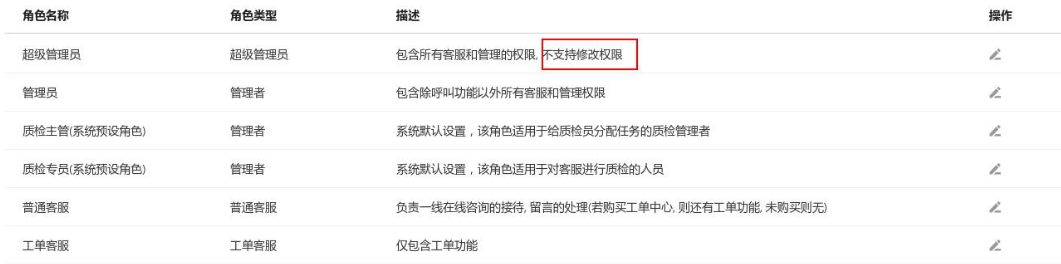 角色名称 角色类型 描述 操作
超级管理员 超级管理员 包含所有客服和管理的权限, 不支持修改权限
管理员 管理者 包含除呼叫功能以外所有客服和管理权限
质检主管(系统预设角色) 管理者 系统默认设置，该角色适用于给质检员分配任务的质检管理者
质检专员(系统预设角色) 管理者 系统默认设置，该角色适用于对客服进行质检的人员
普通客服 普通客服 负责一线在线咨询的接待, 留言的处理(若购买工单中心, 则还有工单功能, 未购买则无)
工单客服 工单客服 仅包含工单功能